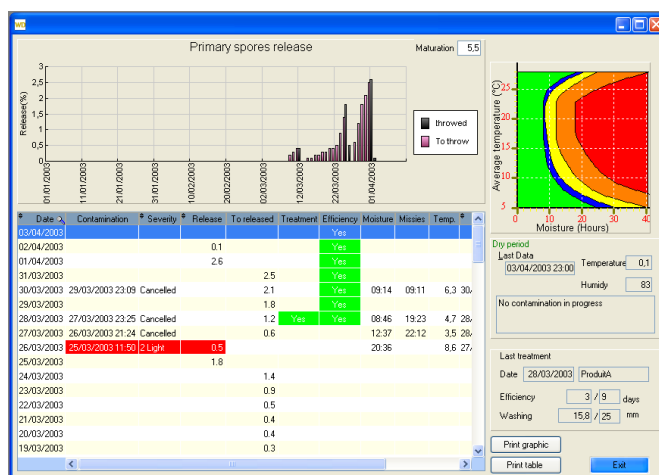 WD
Primary spores release
Maturation 5,5
Release(%)
3
2,5
2
1,5
1
0,5
0
01/01/2003
11/01/2003
21/01/2003
31/01/2003
10/02/2003
20/02/2003
02/03/2003
12/03/2003
22/03/2003
01/04/2003
throwed
To throw
Average temperature (°C)
25
20
15
10
5
0 10 20 30 40
Moisture (Hours)
Date Contamination Severity Release To released Treatment Efficiency Moisture Missies Temp.
03/04/2003 Yes
02/04/2003 0.1 Yes
01/04/2003 2.6 Yes
31/03/2003 2.5 Yes
30/03/2003 29/03/2003 23:09 Cancelled 2.1 Yes 09:14 09:11 6,3 30/
29/03/2003 1.8 Yes
28/03/2003 27/03/2003 23:25 Cancelled 1.2 Yes Yes 08:46 19:23 4,7 28/
27/03/2003 26/03/2003 21:24 Cancelled 0.6 12:37 22:12 3,5 28/
26/03/2003 25/03/2003 11:50 2 Light 0.5 20:36 8,6 27/
25/03/2003 1.8
24/03/2003 1.4
23/03/2003 0.9
22/03/2003 0.5
21/03/2003 0.4
20/03/2003 0.4
19/03/2003 0.3
Dry period
Last Data
03/04/2003 23:00
Temperature 0,1
Humidy 83
No contamination in progress
Last treatment
Date 28/03/2003 ProduitA
Efficiency 3 / 9 days
Washing 15,8 / 25 mm
Print graphic
Print table
Exit